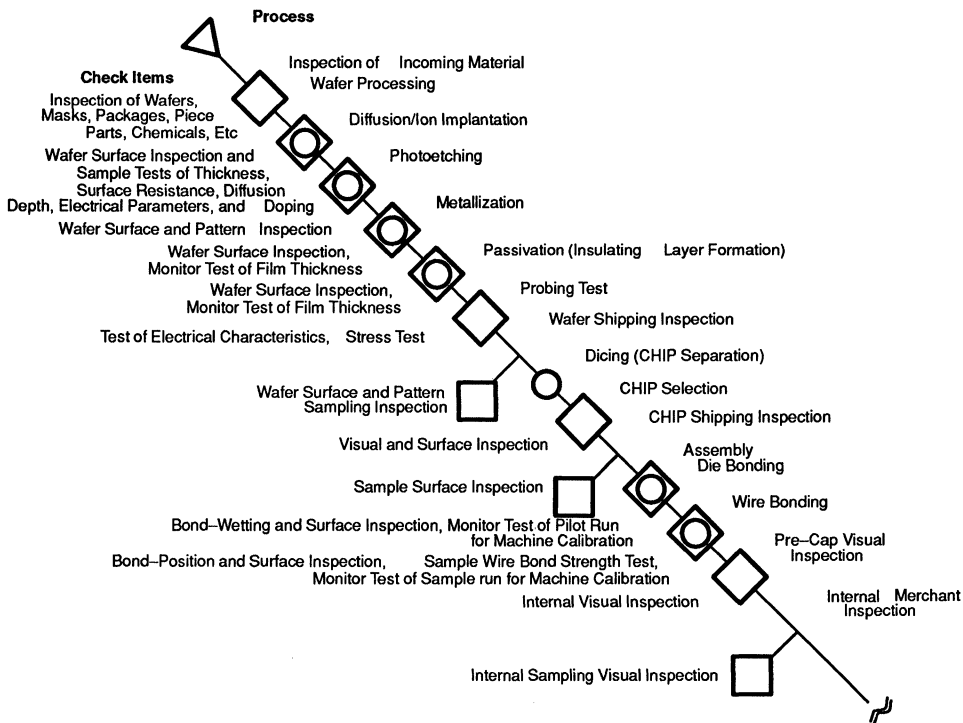 Process
Inspection of Incoming Material
Wafer Processing
Check Items
Inspection of Wafers,
Masks, Packages, Piece
Parts, Chemicals, Etc
Diffusion/Ion Implantation
Wafer Surface Inspection and
Sample Tests of Thickness,
Surface Resistance, Diffusion
Depth, Electrical Parameters, and Doping
Photoetching
Wafer Surface and Pattern Inspection
Metallization
Wafer Surface Inspection,
Monitor Test of Film Thickness
Passivation (Insulating Layer Formation)
Wafer Surface Inspection,
Monitor Test of Film Thickness
Probing Test
Wafer Shipping Inspection
Test of Electrical Characteristics, Stress Test
Dicing (CHIP Separation)
Wafer Surface and Pattern
Sampling Inspection
CHIP Selection
CHIP Shipping Inspection
Visual and Surface Inspection
Assembly
Die Bonding
Sample Surface Inspection
Wire Bonding
Bond–Wetting and Surface Inspection, Monitor Test of Pilot Run
for Machine Calibration
Pre–Cap Visual
Inspection
Bond–Position and Surface Inspection, Sample Wire Bond Strength Test,
Monitor Test of Sample run for Machine Calibration
Internal Visual Inspection
Internal Merchant
Inspection
Internal Sampling Visual Inspection